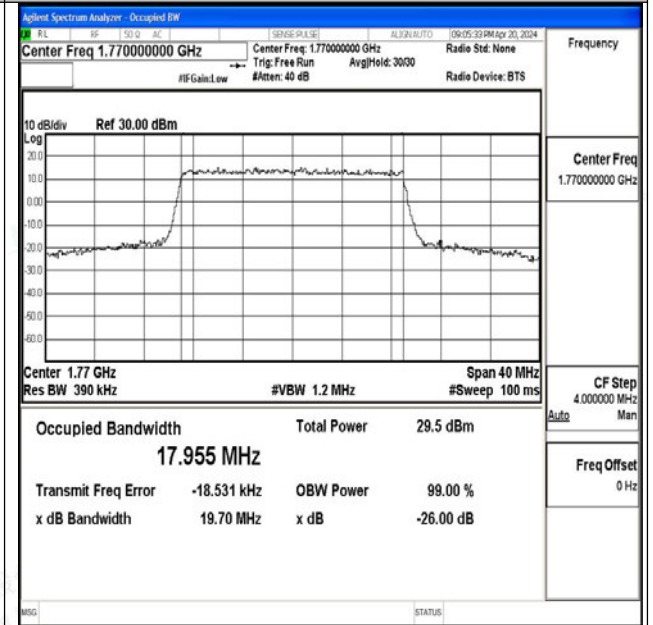 Agilent Spectrum Analyzer - Occupied BW
RL RF 50 Ω AC SENSE:PULSE ALIGN AUTO 09:05:33 PM Apr 20, 2024
Center Freq 1.770000000 GHz
Center Freq: 1.770000000 GHz
Radio Std: None
Trig: Free Run Avg|Hold: 30/30
#IFGain:Low
#Atten: 40 dB
Radio Device: BTS
Frequency
10 dB/div Ref 30.00 dBm
Log
20.0
10.0
0.00
-10.0
-20.0
-30.0
-40.0
-50.0
-60.0
Center 1.77 GHz
Span 40 MHz
Res BW 390 kHz
#VBW 1.2 MHz
#Sweep 100 ms
Occupied Bandwidth
17.955 MHz
Total Power 29.5 dBm
Transmit Freq Error -18.531 kHz
OBW Power 99.00 %
x dB Bandwidth 19.70 MHz
x dB -26.00 dB
Center Freq
1.770000000 GHz
CF Step
4.000000 MHz
Auto Man
Freq Offset
0 Hz
MSG
STATUS